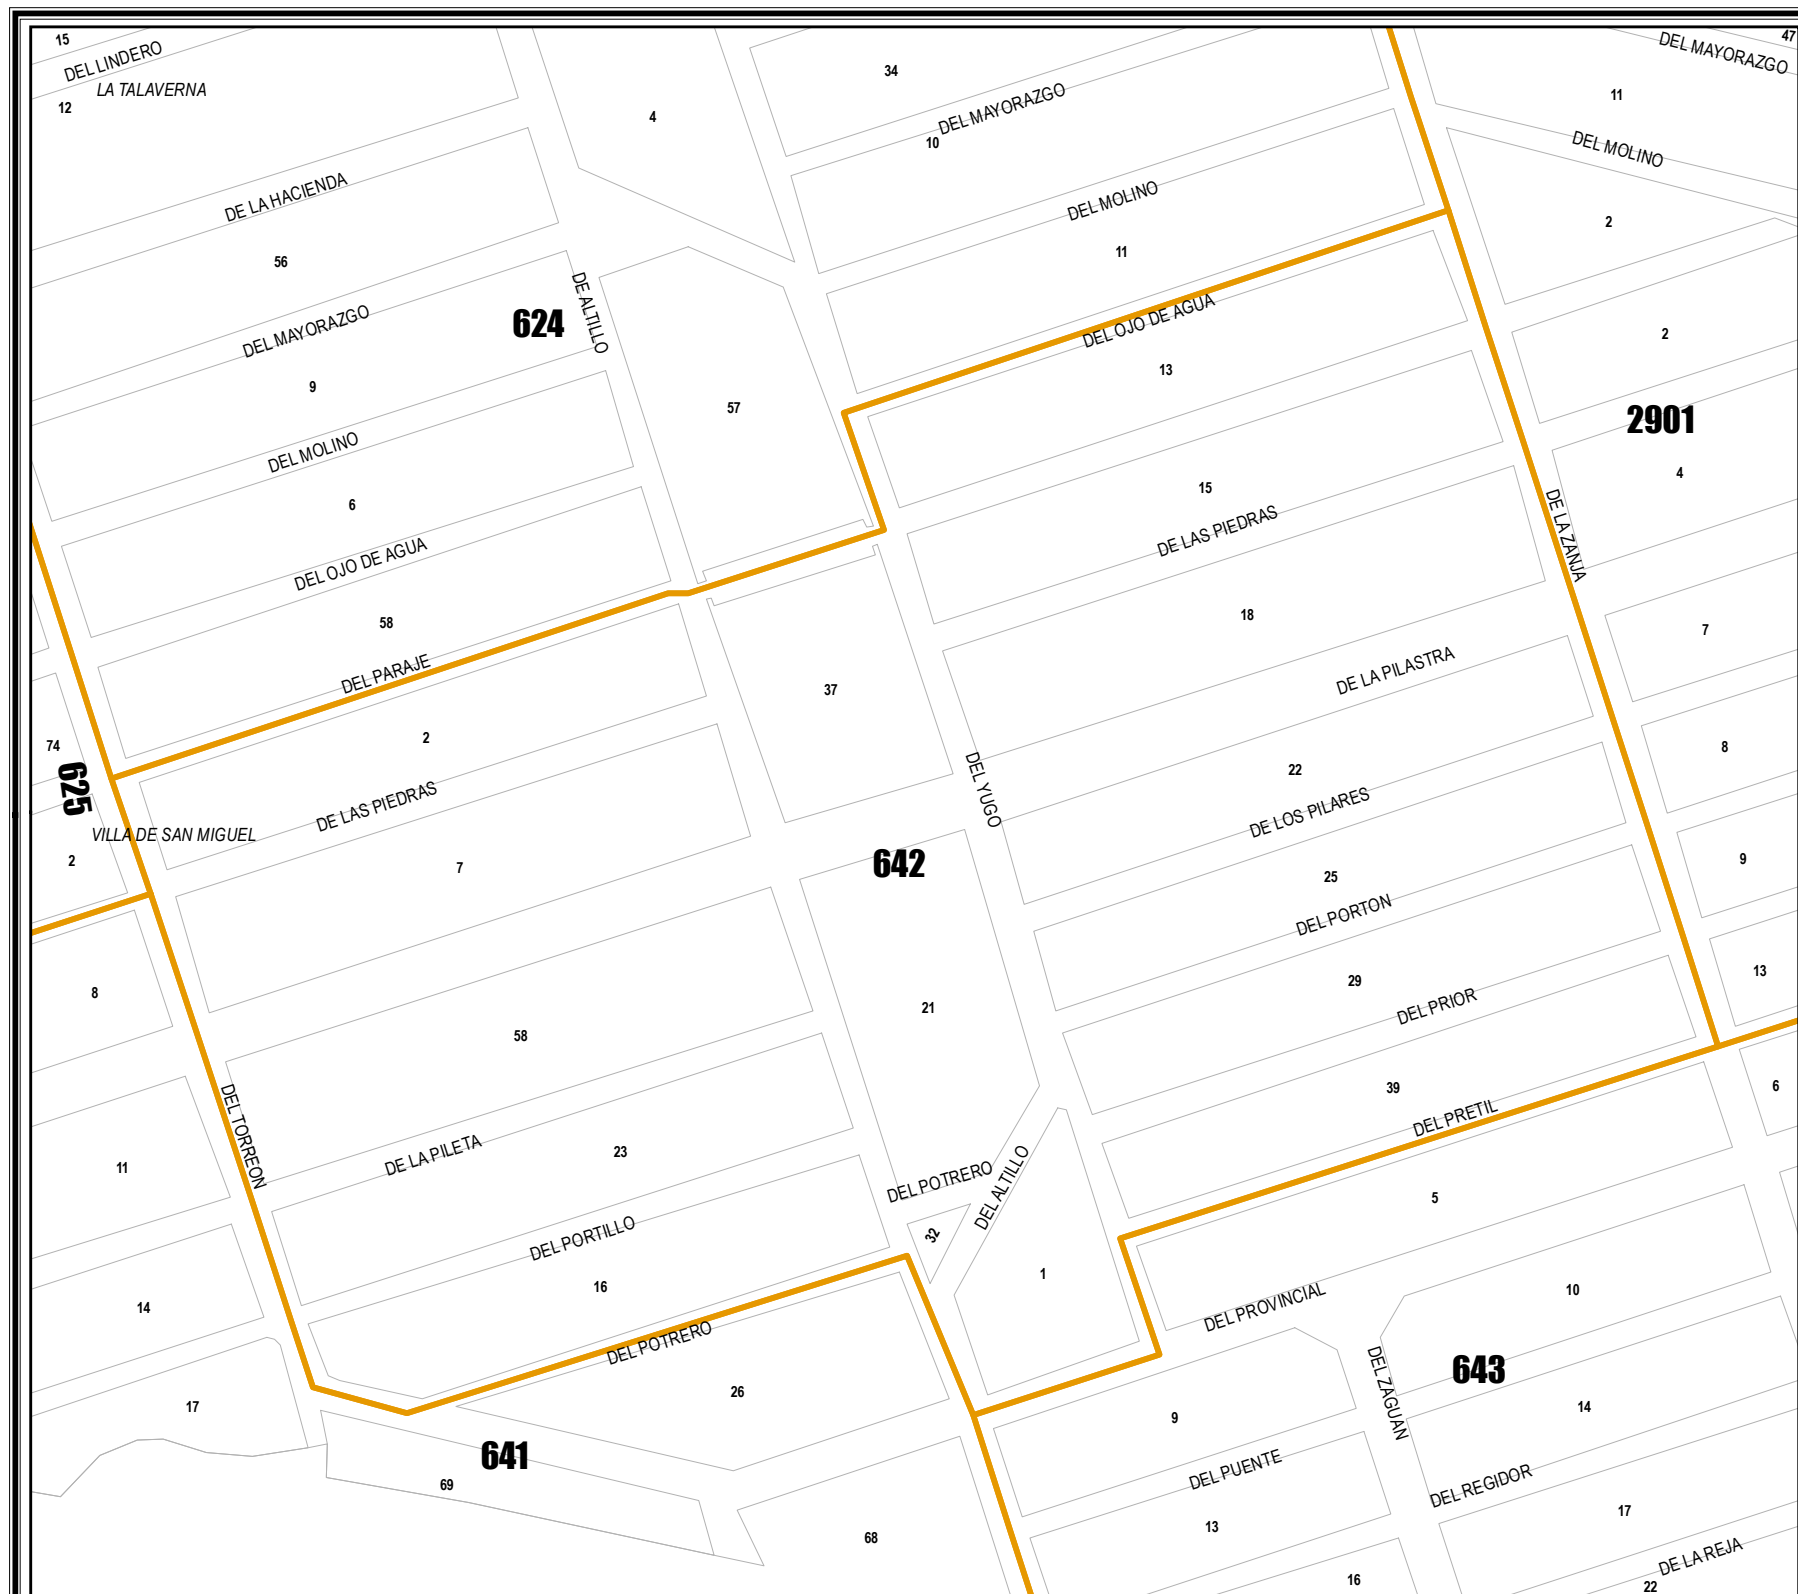 15
DEL LINDERO
LA TALAVERNA
12
4
34
DEL MAYORAZGO
10
47
DEL MAYORAZGO
11
DEL MOLINO
DE LA HACIENDA
56
DEL MOLINO
11
2
DE ALTILLO
624
DEL MAYORAZGO
9
57
DEL OJO DE AGUA
13
2
2901
4
DEL MOLINO
6
15
DE LAS PIEDRAS
DE LA ZANJA
DEL OJO DE AGUA
58
18
7
DEL PARAJE
2
37
DE LA PILASTRA
74
625
8
DEL YUGO
22
DE LAS PIEDRAS
DE LOS PILARES
VILLA DE SAN MIGUEL
2
7
642
25
9
DEL PORTON
8
21
29
13
DEL PRIOR
58
39
6
DEL PRETIL
DEL TORREON
11
DE LA PILETA
23
DEL POTRERO
DEL ALTILLO
5
32
DEL PORTILLO
16
1
14
DEL PROVINCIAL
10
DEL POTRERO
26
DEL ZAGUAN
643
17
9
14
641
69
DEL PUENTE
DEL REGIDOR
13
17
68
DE LA REJA
16
22